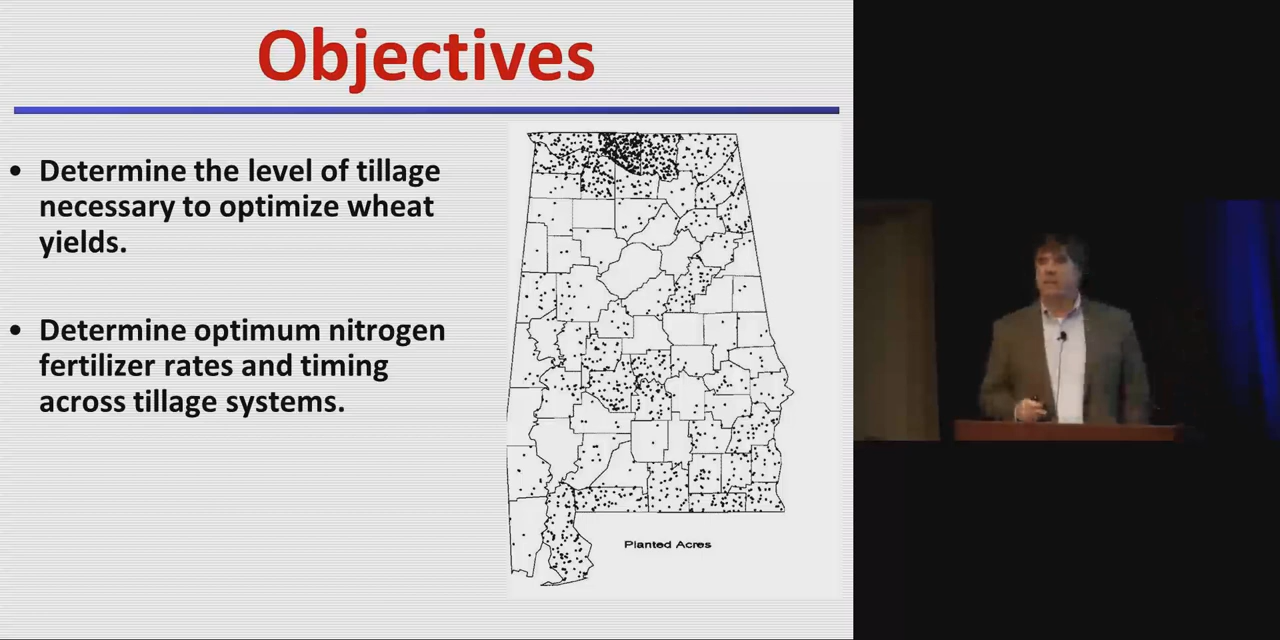 Objectives
• Determine the level of tillage
necessary to optimize wheat
yields.
• Determine optimum nitrogen
fertilizer rates and timing
across tillage systems.
Planted Acres